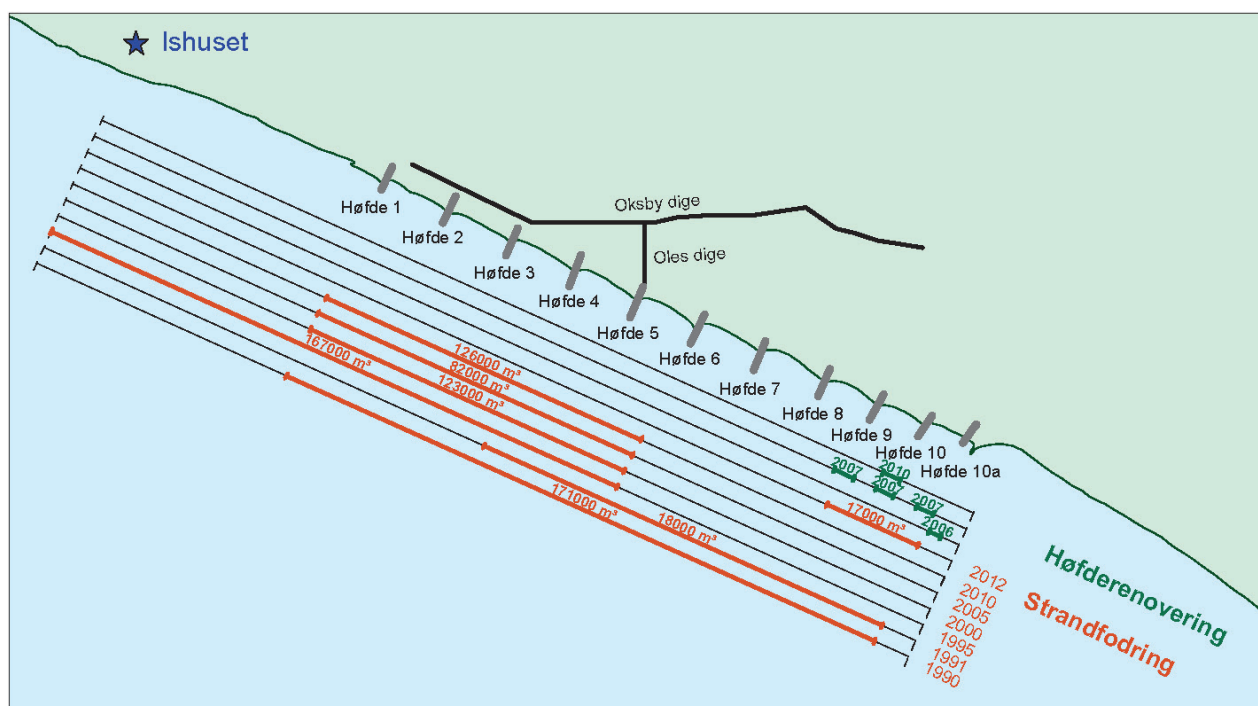 Ishuset
Oksby dige
Oles dige
Høfde 1
Høfde 2
Høfde 3
Høfde 4
Høfde 5
Høfde 6
Høfde 7
Høfde 8
Høfde 9
Høfde 10
Høfde 10a
126000 m³
82000 m³
123000 m³
167000 m³
171000 m³
18000 m³
17000 m³
2007
2010
2007
2007
2006
2012
2010
2005
2000
1995
1991
1990
Høfderenovering
Strandfodring